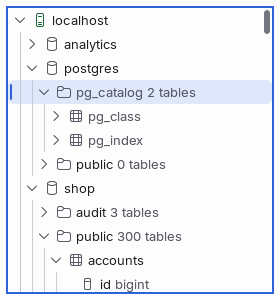 localhost
analytics
postgres
pg_catalog 2 tables
pg_class
pg_index
public 0 tables
shop
audit 3 tables
public 300 tables
accounts
id bigint